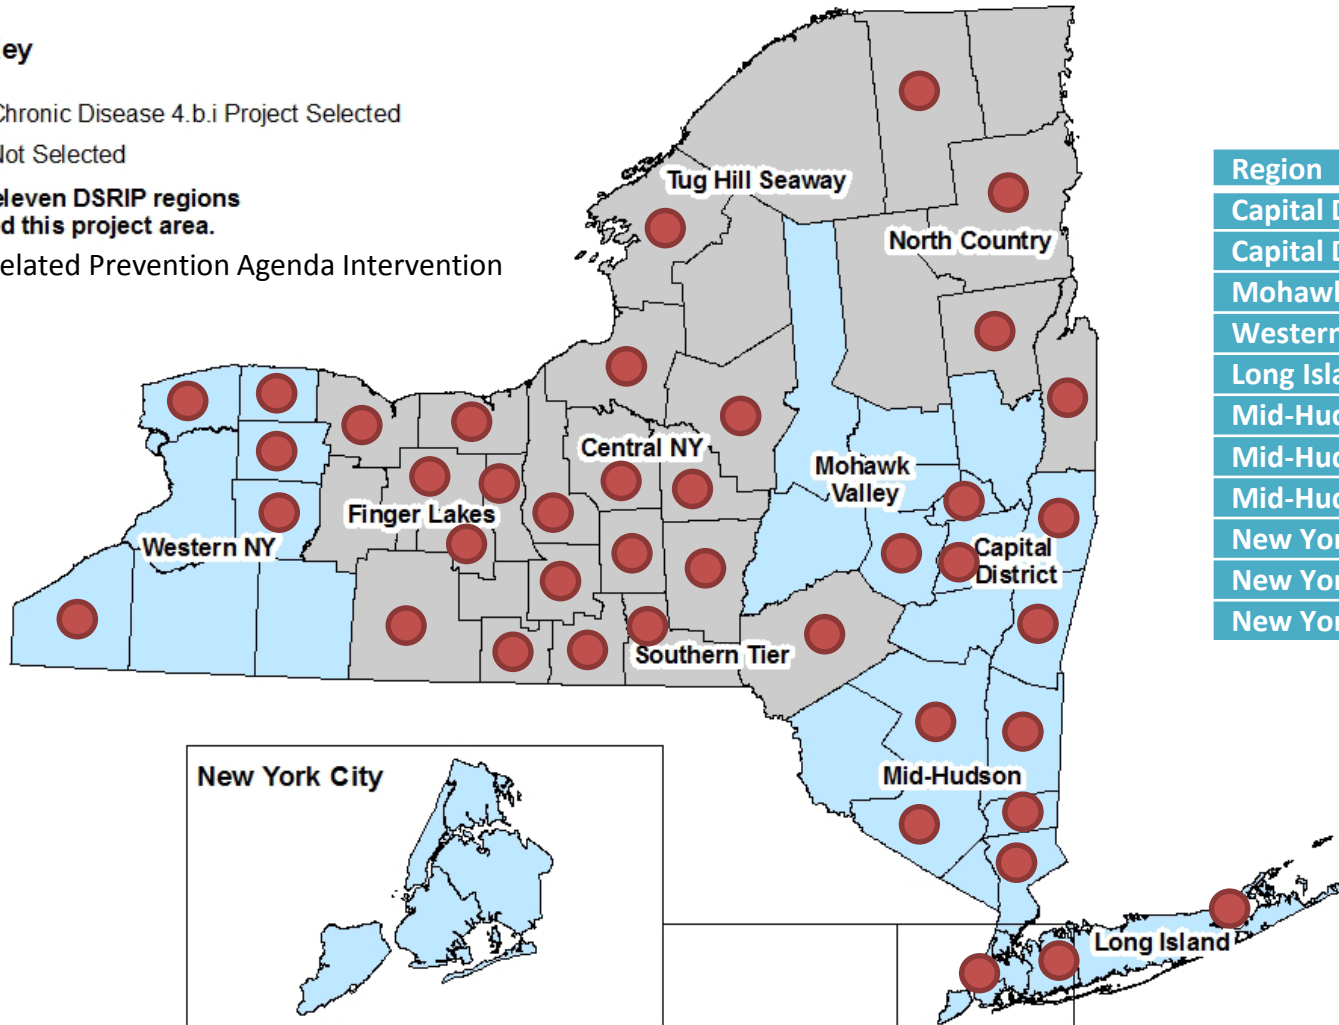 ey
Chronic Disease 4.b.i Project Selected
Not Selected
eleven DSRIP regions
d this project area.
elated Prevention Agenda Intervention
Tug Hill Seaway
North Country
Central NY
Mohawk
Valley
Finger Lakes
Western NY
Capital
District
Southern Tier
Mid-Hudson
New York City
Long Island
Region
Capital D
Capital D
Mohawk
Western
Long Isla
Mid-Hud
Mid-Hud
Mid-Hud
New Yor
New Yor
New Yor